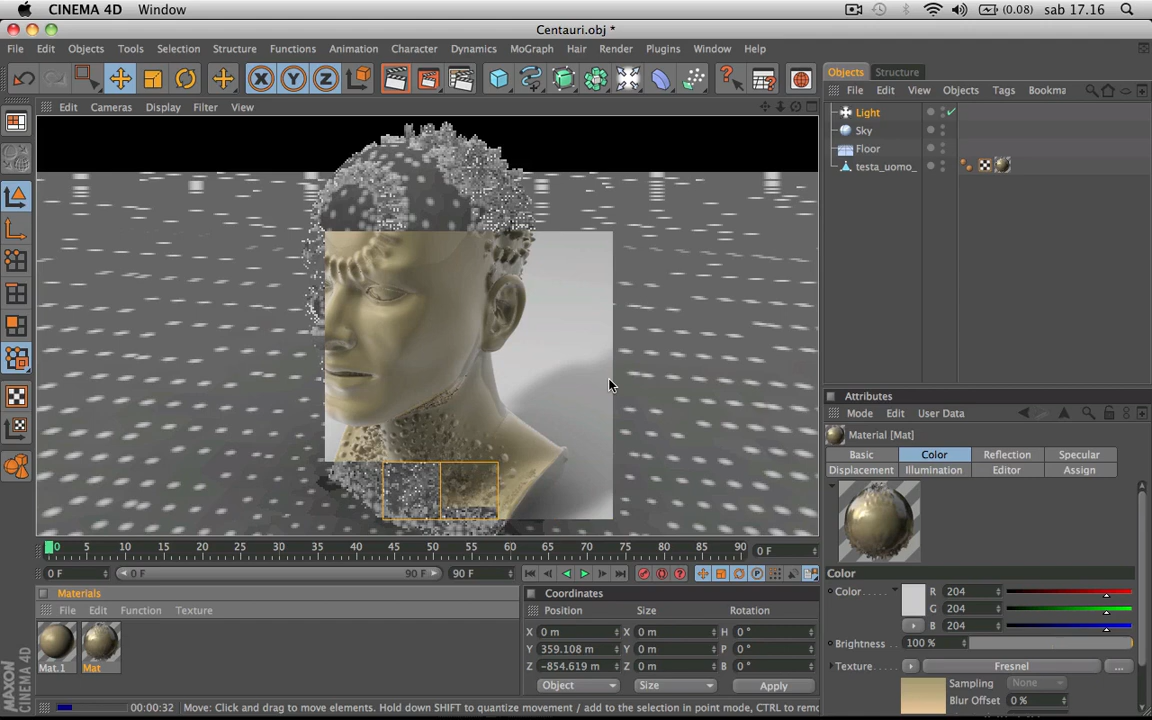 CINEMA 4D Window (0.08) sab 17.16
Centauri.obj *
File Edit Objects Tools Selection Structure Functions Animation Character Dynamics MoGraph Hair Render Plugins Window Help
Edit Cameras Display Filter View
Objects Structure
File Edit View Objects Tags Bookma
Light
Sky
Floor
testa_uomo_
Attributes
Mode Edit User Data
Material [Mat]
Basic Color Reflection Specular
Displacement Illumination Editor Assign
Color
Color R 204
G 204
B 204
Brightness 100 %
Texture Fresnel ...
Sampling None
Blur Offset 0 %
0 5 10 15 20 25 30 35 40 45 50 55 60 65 70 75 80 85 90 0 F
0 F 0 F 90 F 90 F
Materials
File Edit Function Texture
Mat.1 Mat
Coordinates
Position Size Rotation
X 0 m X 0 m H 0 °
Y 359.108 m Y 0 m P 0 °
Z -854.619 m Z 0 m B 0 °
Object Size Apply
MAXON CINEMA 4D
00:00:32 Move: Click and drag to move elements. Hold down SHIFT to quantize movement / add to the selection in point mode, CTRL to rem